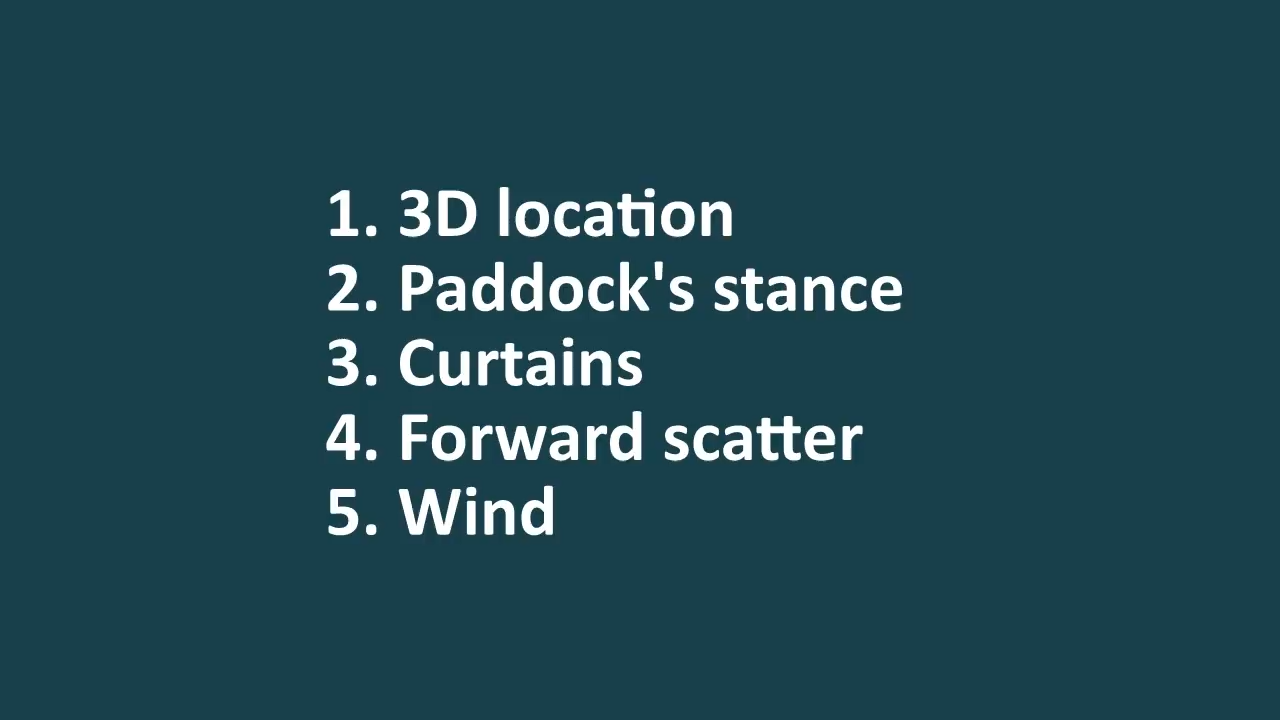 1. 3D location
2. Paddock's stance
3. Curtains
4. Forward scatter
5. Wind